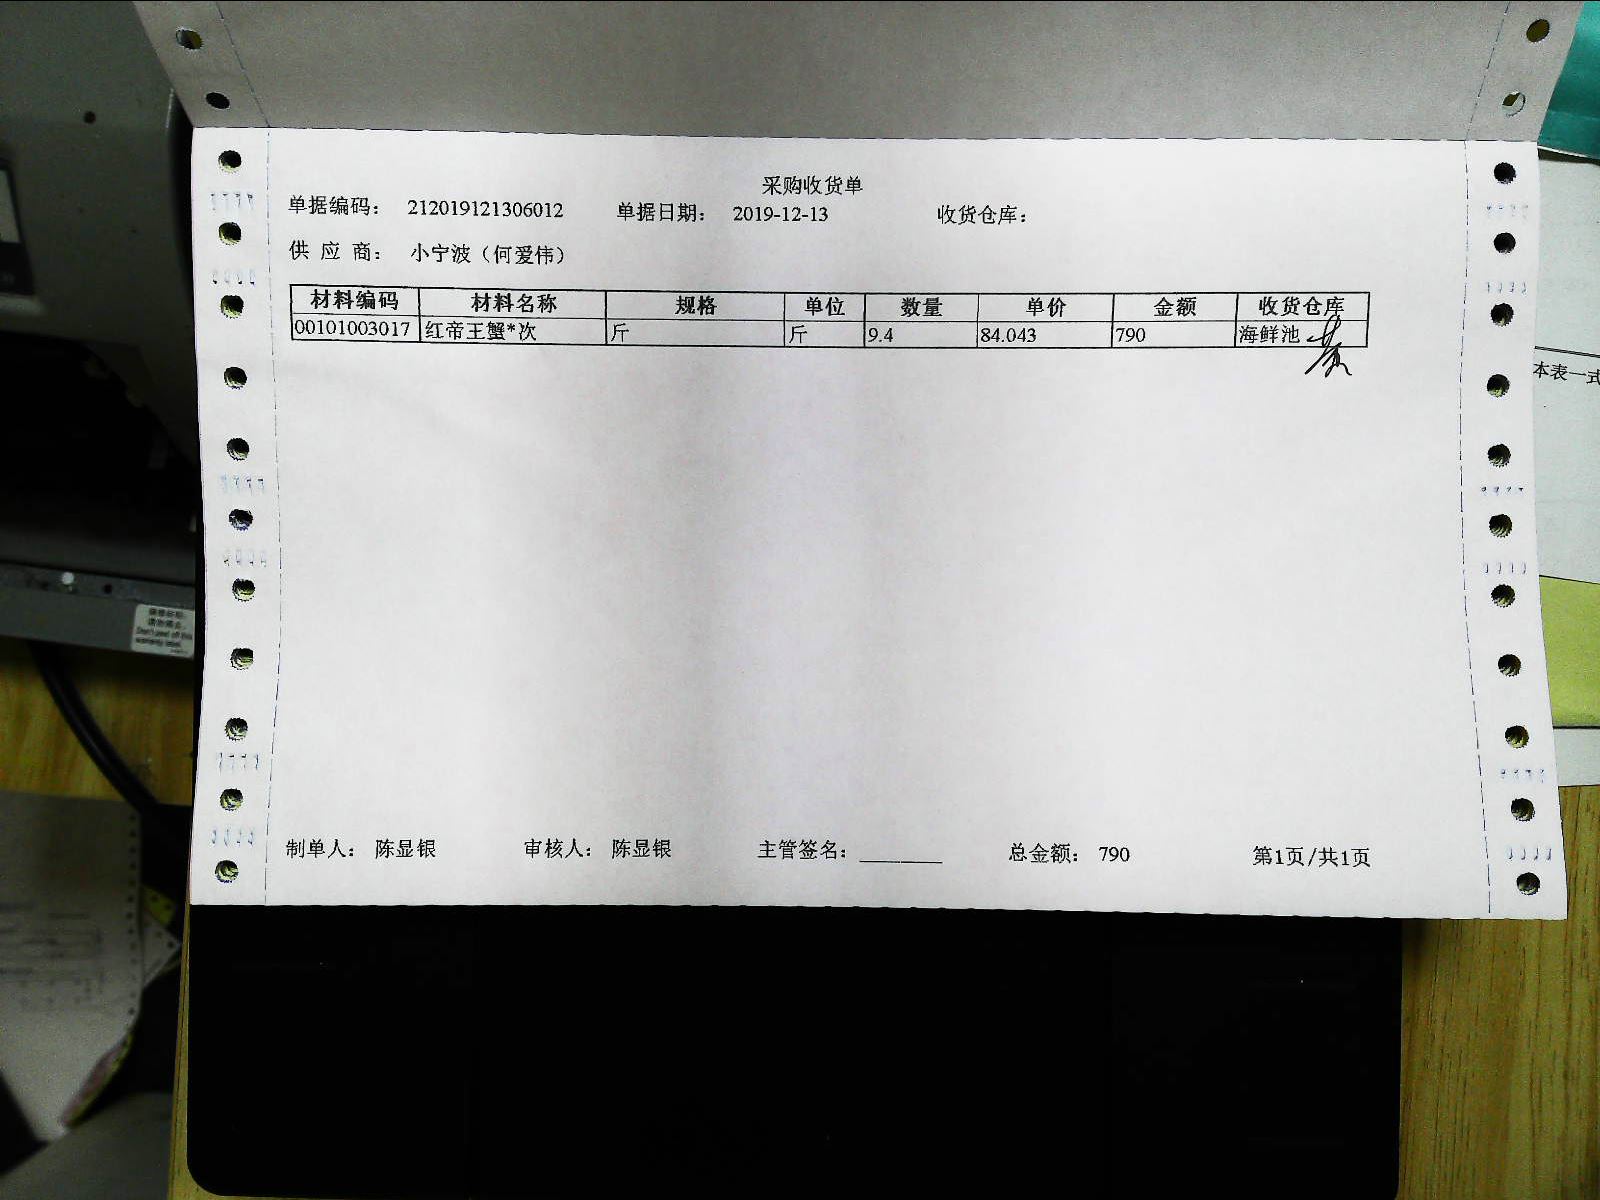 采购收货单
单据编码： 212019121306012 单据日期： 2019-12-13 收货仓库：
供 应 商： 小宁波（何爱伟）
材料编码 材料名称 规格 单位 数量 单价 金额 收货仓库
00101003017 红帝王蟹*次 斤 斤 9.4 84.043 790 海鲜池
本表一式
Don't peel off this
制单人： 陈显银 审核人： 陈显银 主管签名：________ 总金额： 790 第1页/共1页